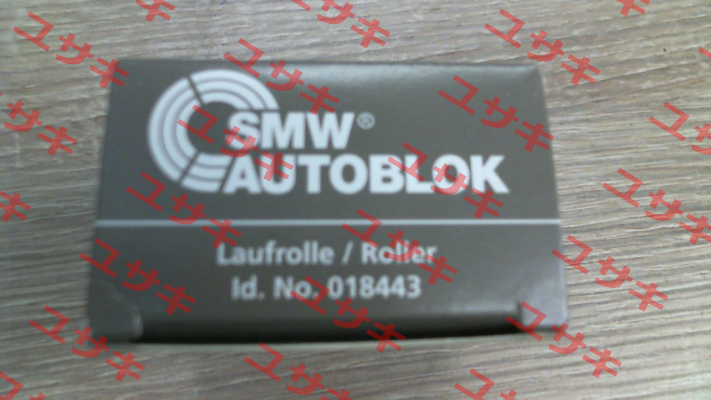 SMW®
AUTOBLOK
Laufrolle / Roller
Id. No. 018443
ユサキ